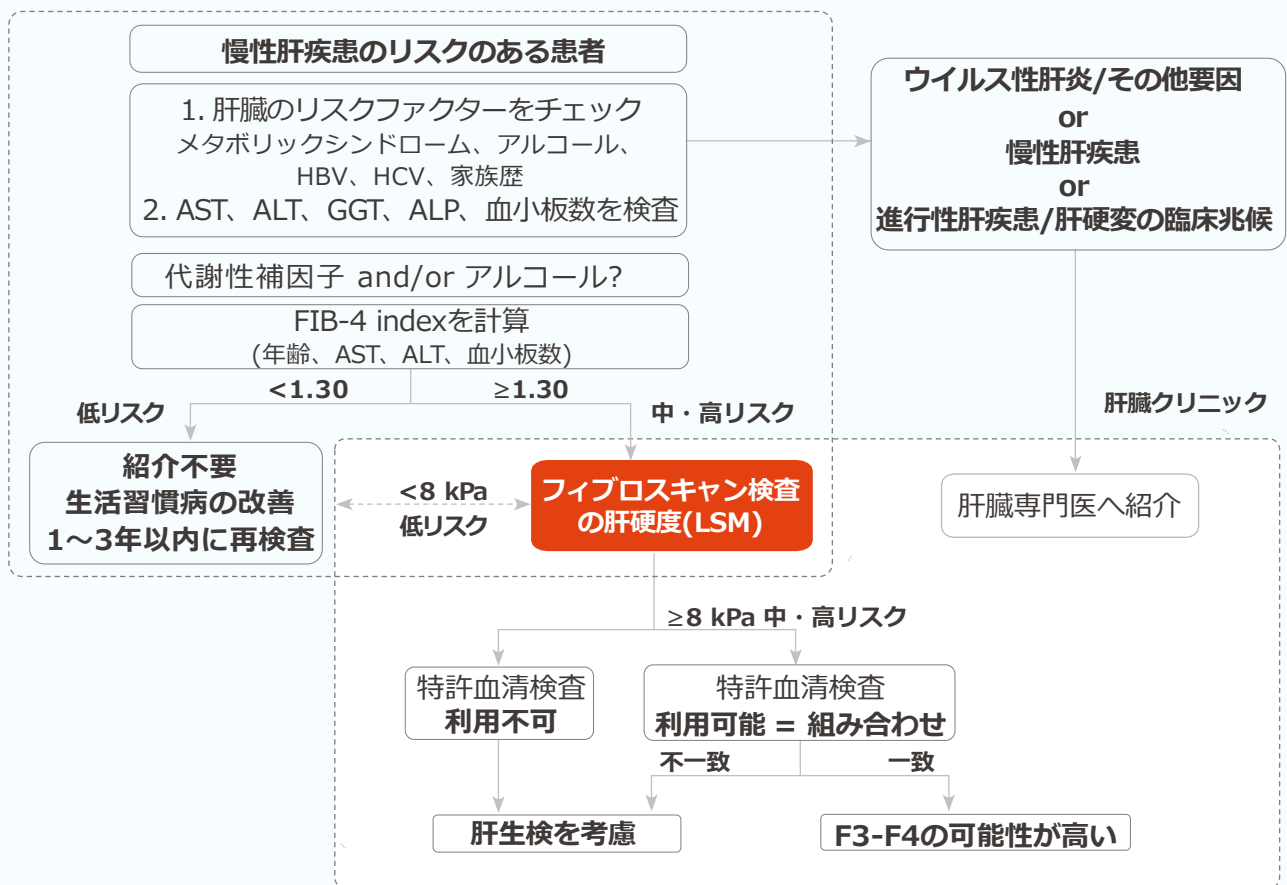 慢性肝疾患のリスクのある患者
1. 肝臓のリスクファクターをチェック
メタボリックシンドローム、アルコール、
HBV、HCV、家族歴
2. AST、ALT、GGT、ALP、血小板数を検査
ウイルス性肝炎/その他要因
or
慢性肝疾患
or
進行性肝疾患/肝硬変の臨床兆候
代謝性補因子 and/or アルコール?
FIB-4 indexを計算
(年齢、AST、ALT、血小板数)
<1.30
≥1.30
低リスク
中・高リスク
肝臓クリニック
紹介不要
生活習慣病の改善
1〜3年以内に再検査
<8 kPa
低リスク
フィブロスキャン検査
の肝硬度(LSM)
肝臓専門医へ紹介
≥8 kPa 中・高リスク
特許血清検査
利用不可
特許血清検査
利用可能 = 組み合わせ
不一致
一致
肝生検を考慮
F3-F4の可能性が高い